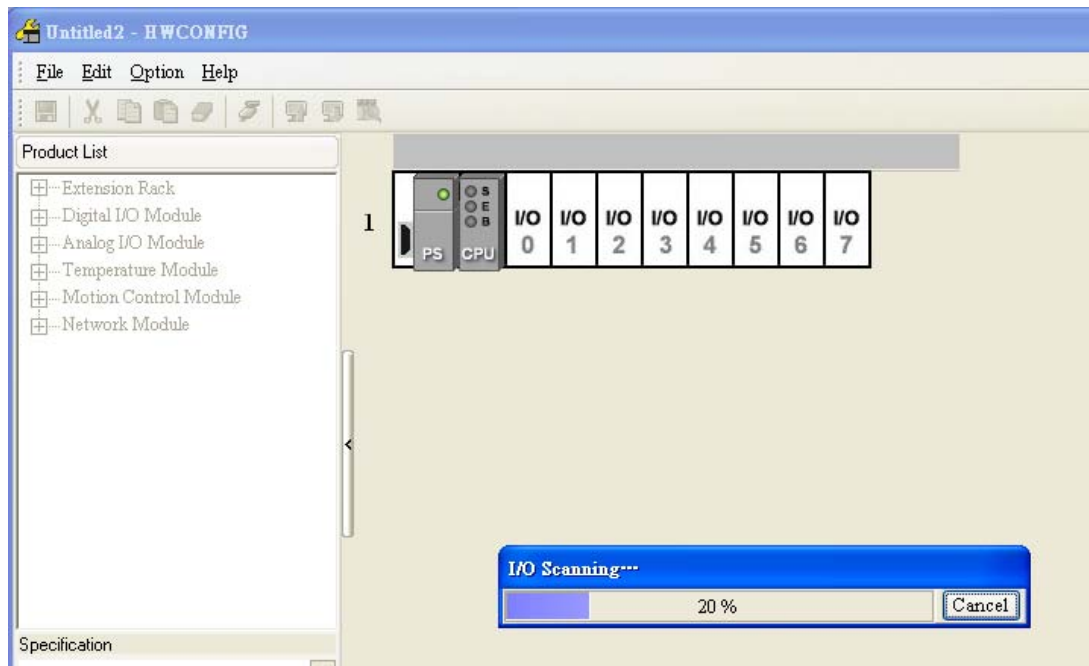 Untitled2 - HWCONFIG
File Edit Option Help
Product List
Extension Rack
Digital I/O Module
Analog I/O Module
Temperature Module
Motion Control Module
Network Module
1
PS
S
E
B
CPU
I/O 0
I/O 1
I/O 2
I/O 3
I/O 4
I/O 5
I/O 6
I/O 7
I/O Scanning...
20 %
Cancel
Specification